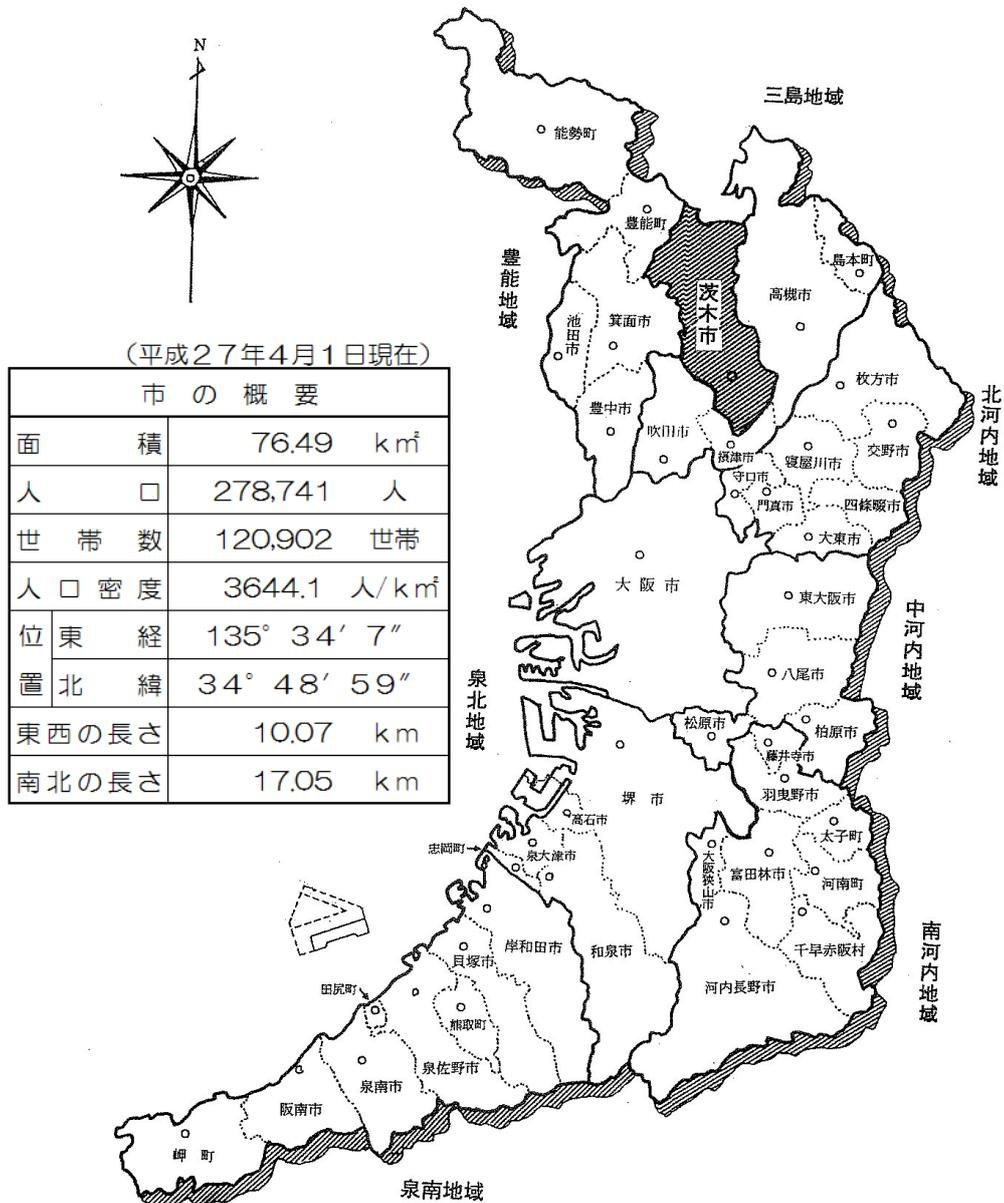 N
三島地域
能勢町
豊能町
島本町
豊能地域
茨木市
高槻市
池田市
箕面市
(平成27年4月1日現在)
市の概要
面積 76.49 k㎡
人口 278,741 人
世帯数 120,902 世帯
人口密度 3644.1 人/k㎡
位置 東経 135° 34′ 7″
北緯 34° 48′ 59″
東西の長さ 10.07 km
南北の長さ 17.05 km
枚方市
北河内地域
豊中市
吹田市
摂津市
寝屋川市
交野市
守口市
門真市
四條畷市
大東市
大阪市
東大阪市
中河内地域
八尾市
泉北地域
松原市
柏原市
藤井寺市
羽曳野市
堺市
高石市
太子町
忠岡町
泉大津市
大阪狭山市
富田林市
河南町
岸和田市
和泉市
千早赤阪村
南河内地域
貝塚市
河内長野市
田尻町
熊取町
泉佐野市
泉南市
阪南市
岬町
泉南地域